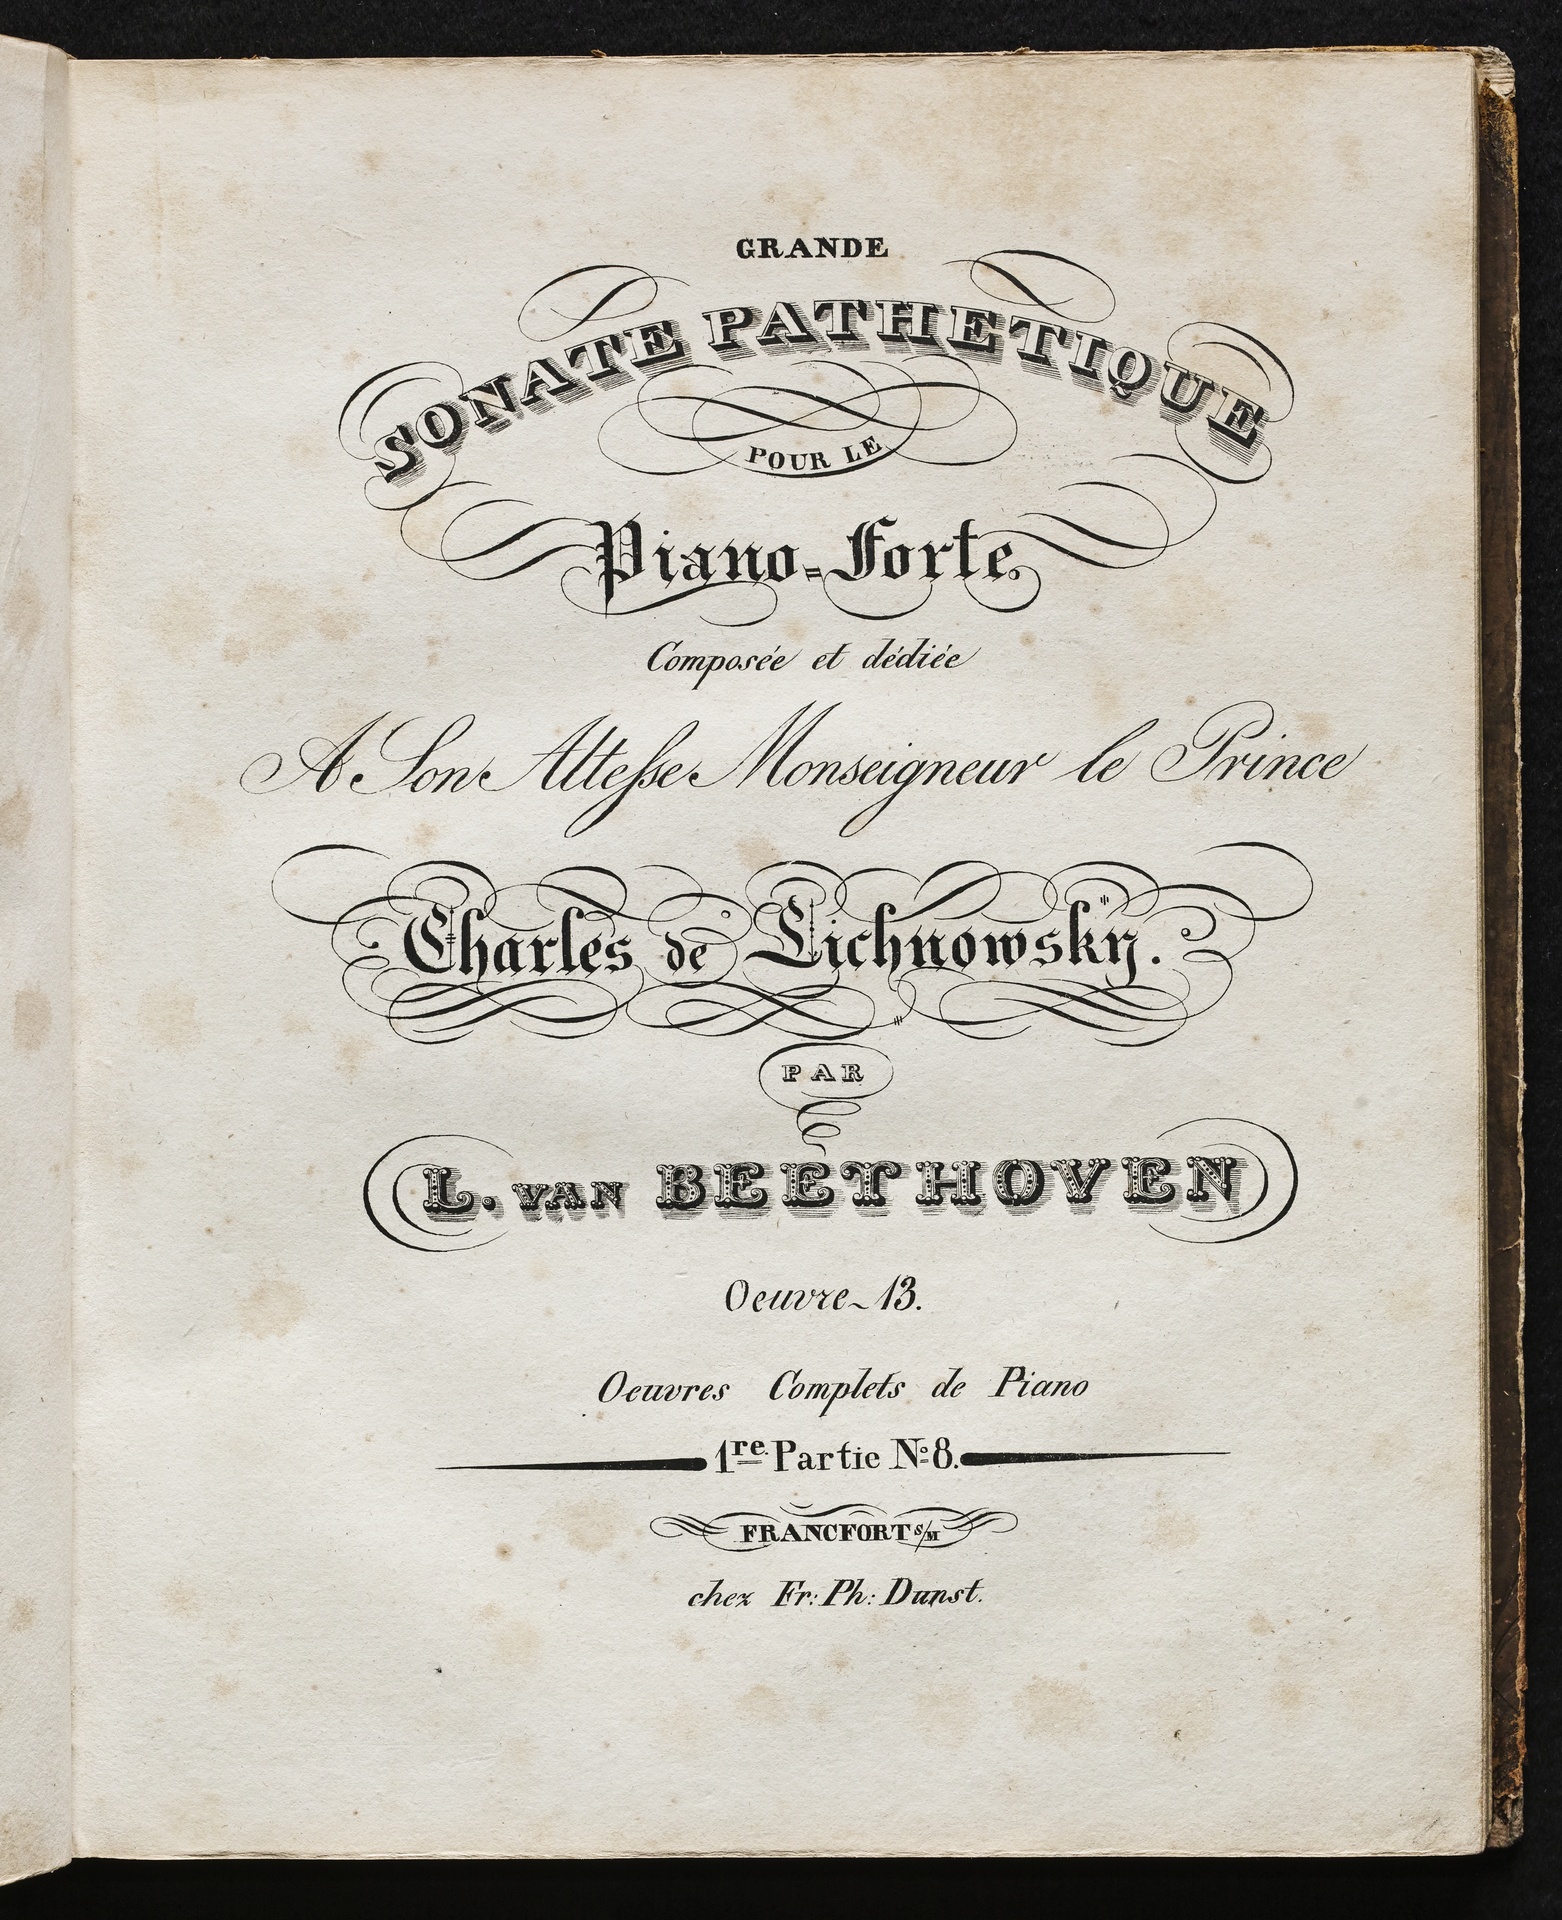 GRANDE
SONATE PATHETIQUE
POUR LE
Piano=Forte
Composée et dédiée
A Son Altesse Monseigneur le Prince
Charles de Lichnowsky.
PAR
L. VAN BEETHOVEN
Oeuvre 13.
Oeuvres Complets de Piano
1re. Partie No. 8.
FRANCFORT s/M
chez Fr: Ph: Dunst.